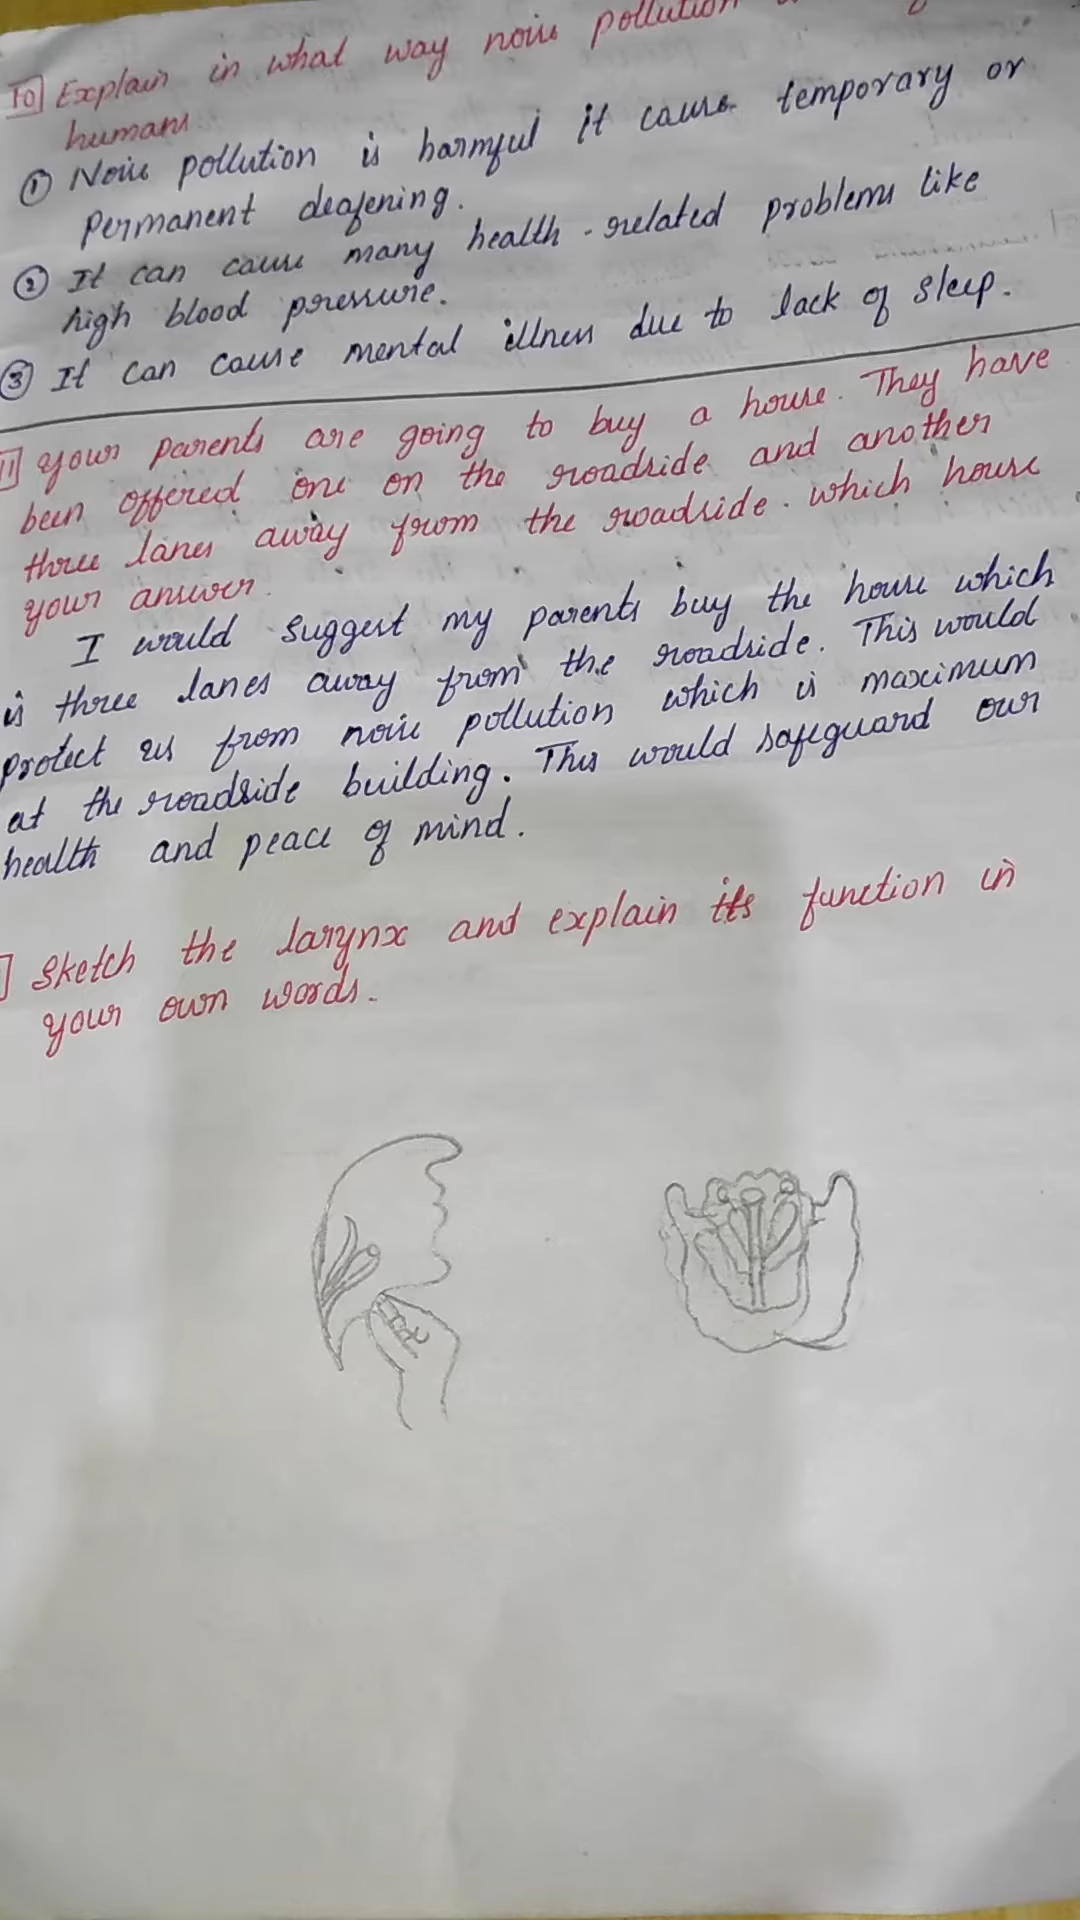 10] Explain in what way noise pollution
humans
① Noise pollution is harmful it cause temporary or
permanent deafening.
② It can cause many health-related problems like
high blood pressure.
③ It can cause mental illness due to lack of sleep.
11] your parents are going to buy a house. They have
been offered one on the roadside and another
three lanes away from the roadside. which house
your answer.
I would suggest my parents buy the house which
is three lanes away from the roadside. This would
protect us from noise pollution which is maximum
at the roadside building. This would safeguard our
health and peace of mind.
] Sketch the larynx and explain its function in
your own words.